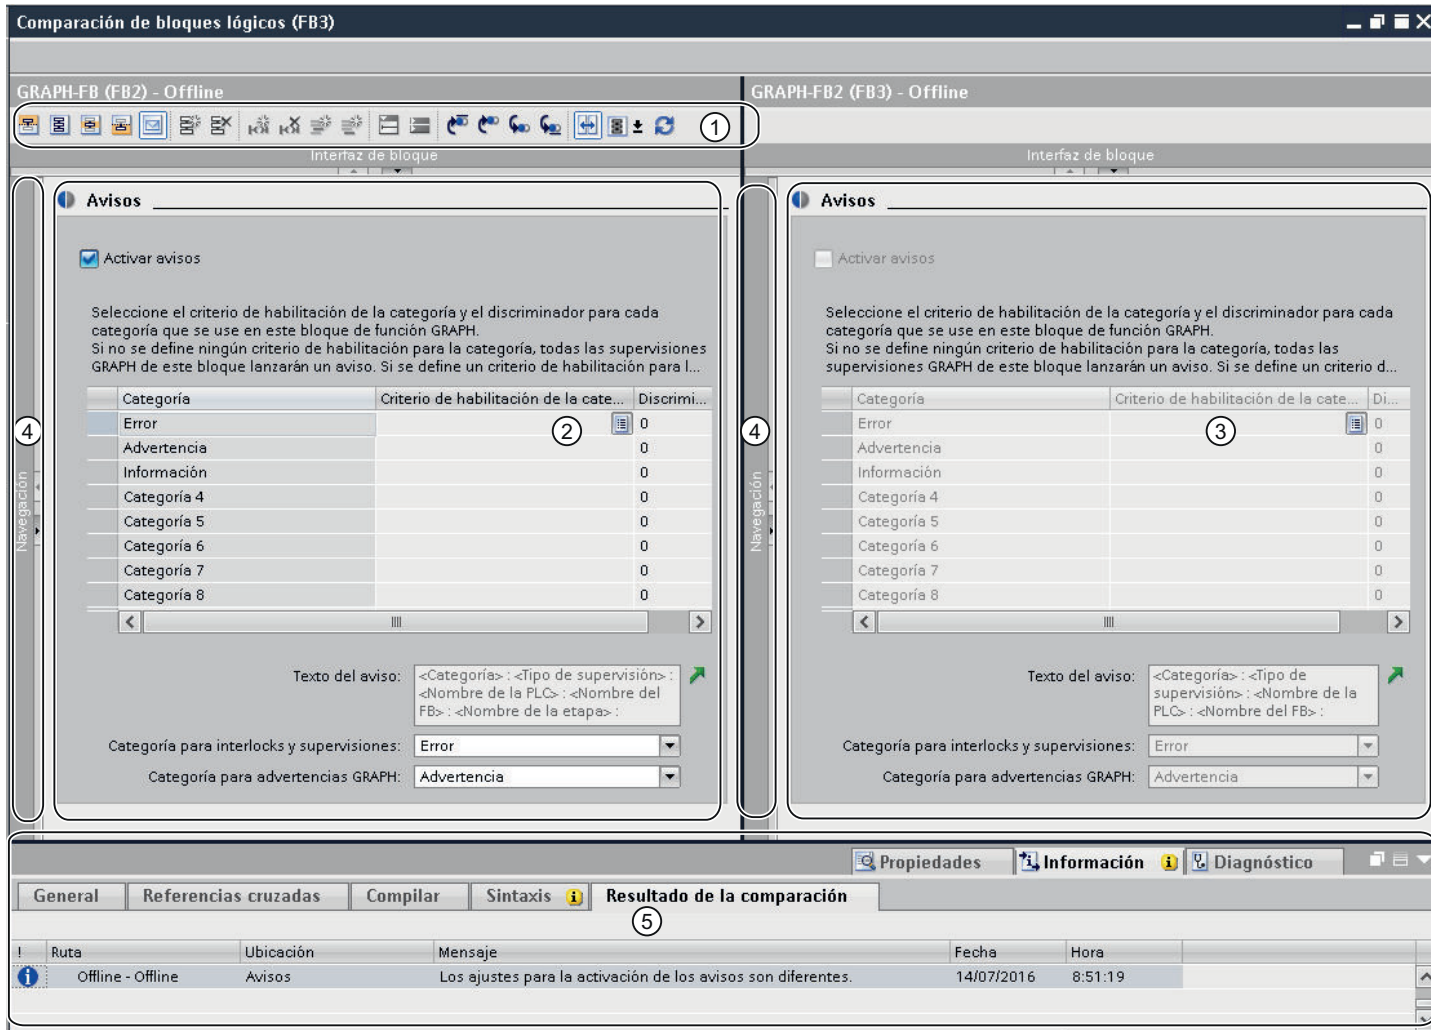 Comparación de bloques lógicos (FB3)
GRAPH-FB (FB2) - Offline
GRAPH-FB2 (FB3) - Offline
1
Interfaz de bloque
Interfaz de bloque
Avisos
Activar avisos
Seleccione el criterio de habilitación de la categoría y el discriminador para cada
categoría que se use en este bloque de función GRAPH.
Si no se define ningún criterio de habilitación para la categoría, todas las supervisiones
GRAPH de este bloque lanzarán un aviso. Si se define un criterio de habilitación para l...
Categoría Criterio de habilitación de la cate... Discrimi...
Error 2 0
Advertencia 0
Información 0
Categoría 4 0
Categoría 5 0
Categoría 6 0
Categoría 7 0
Categoría 8 0
Texto del aviso: <Categoría> : <Tipo de supervisión> :
<Nombre de la PLC> : <Nombre del
FB> : <Nombre de la etapa> :
Categoría para interlocks y supervisiones: Error
Categoría para advertencias GRAPH: Advertencia
4
Navegación
Avisos
Activar avisos
Seleccione el criterio de habilitación de la categoría y el discriminador para cada
categoría que se use en este bloque de función GRAPH.
Si no se define ningún criterio de habilitación para la categoría, todas las
supervisiones GRAPH de este bloque lanzarán un aviso. Si se define un criterio d...
Categoría Criterio de habilitación de la cate... Di...
Error 3 0
Advertencia 0
Información 0
Categoría 4 0
Categoría 5 0
Categoría 6 0
Categoría 7 0
Categoría 8 0
Texto del aviso: <Categoría> : <Tipo de
supervisión> : <Nombre de la
PLC> : <Nombre del FB> :
Categoría para interlocks y supervisiones: Error
Categoría para advertencias GRAPH: Advertencia
4
Navegación
Propiedades Información Diagnóstico
General Referencias cruzadas Compilar Sintaxis Resultado de la comparación
5
! Ruta Ubicación Mensaje Fecha Hora
Offline - Offline Avisos Los ajustes para la activación de los avisos son diferentes. 14/07/2016 8:51:19